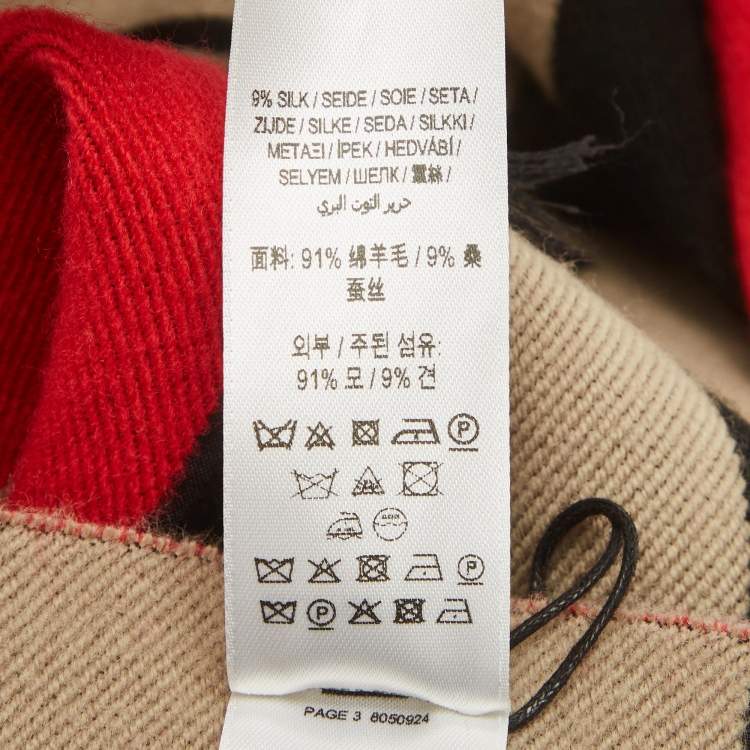 9% SILK / SEIDE / SOIE / SETA /
ZIJDE / SILKE / SEDA / SILKKI /
ΜΕΤΑΞΙ / İPEK / HEDVÁBÍ /
SELYEM / ШЕЛК / 蠶絲 /
حرير التوت البري
面料: 91% 绵羊毛 / 9% 桑
蚕丝
외부 / 주된 섬유:
91% 모 / 9% 견
P
P
P
PAGE 3 8050924